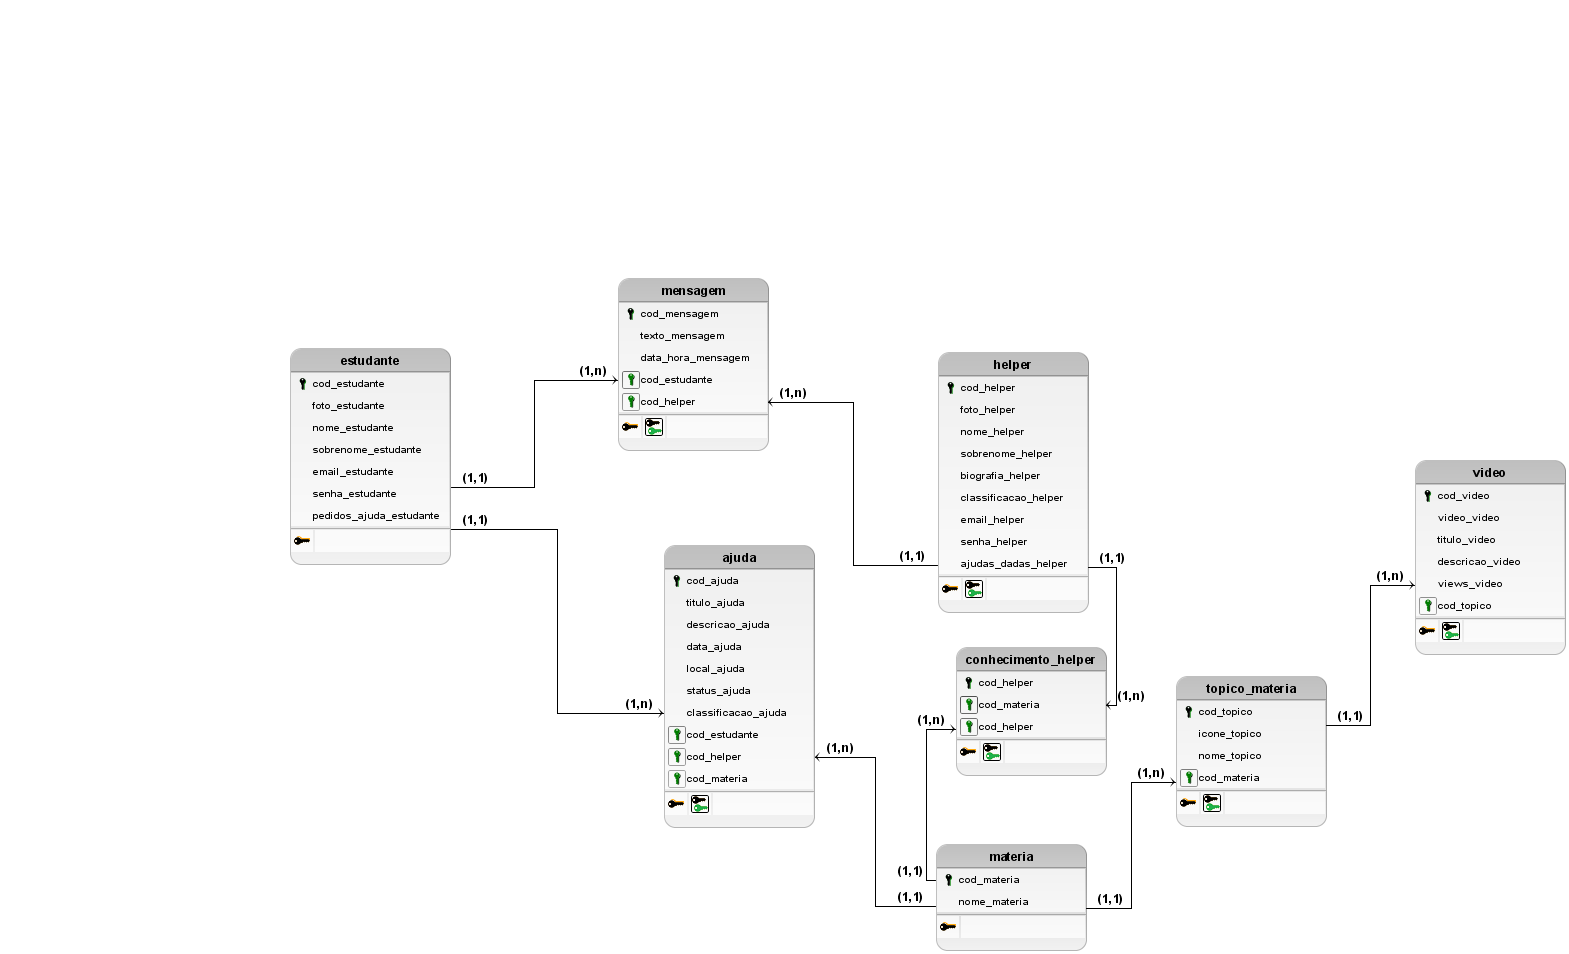 mensagem
cod_mensagem
texto_mensagem
data_hora_mensagem
cod_estudante
cod_helper
estudante
cod_estudante
foto_estudante
nome_estudante
sobrenome_estudante
email_estudante
senha_estudante
pedidos_ajuda_estudante
(1,n)
(1,1)
(1,1)
(1,n)
(1,n)
(1,1)
helper
cod_helper
foto_helper
nome_helper
sobrenome_helper
biografia_helper
classificacao_helper
email_helper
senha_helper
ajudas_dadas_helper
(1,1)
(1,n)
ajuda
cod_ajuda
titulo_ajuda
descricao_ajuda
data_ajuda
local_ajuda
status_ajuda
classificacao_ajuda
cod_estudante
cod_helper
cod_materia
(1,n)
conhecimento_helper
cod_helper
cod_materia
cod_helper
(1,n)
(1,1)
(1,1)
materia
cod_materia
nome_materia
(1,1)
(1,n)
topico_materia
cod_topico
icone_topico
nome_topico
cod_materia
(1,1)
(1,n)
video
cod_video
video_video
titulo_video
descricao_video
views_video
cod_topico